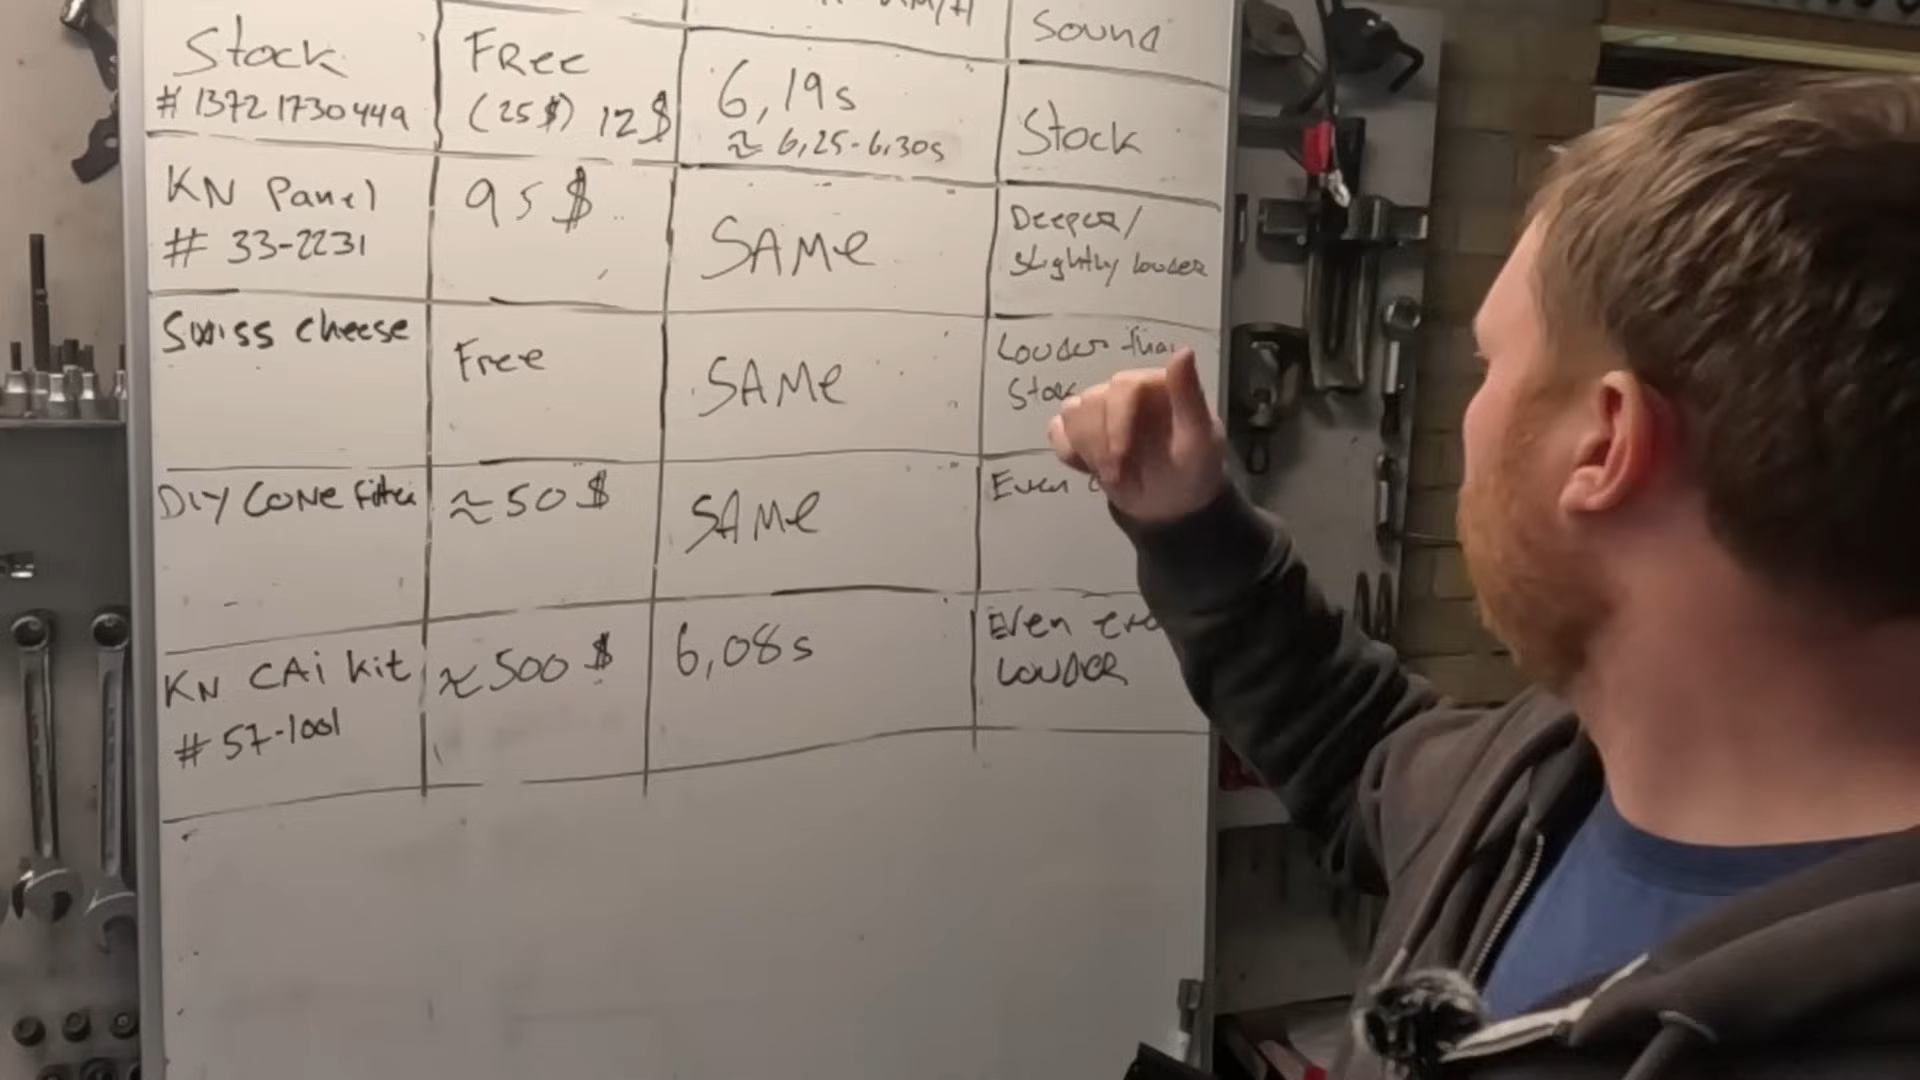 KM/H
Sound
Stock
# 13721730449
Free
(25$) 12$
6,19s
≈ 6,25-6,30s
Stock
KN Panel
# 33-2231
95$
SAME
Deeper/
slightly louder
Swiss cheese
Free
SAME
Louder than
DIY CONE Filter
≈50$
SAME
Even
KN CAi kit
# 57-1001
≈500$
6,08s
Even
LOUDER